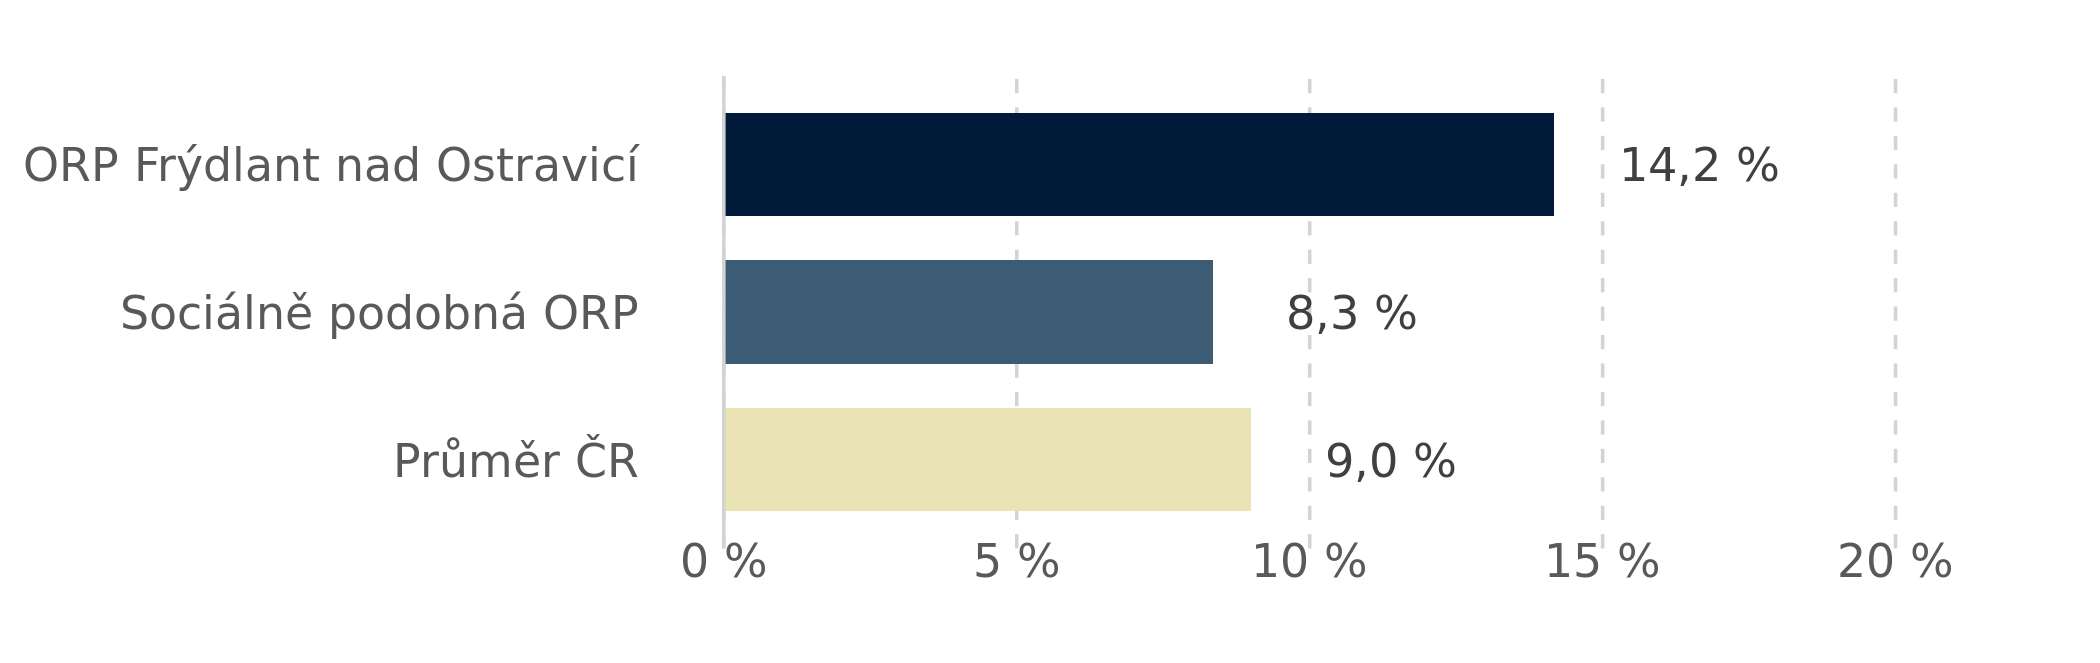 ORP Frýdlant nad Ostravicí
14,2 %
Sociálně podobná ORP
8,3 %
Průměr ČR
9,0 %
0 % 5 % 10 % 15 % 20 %